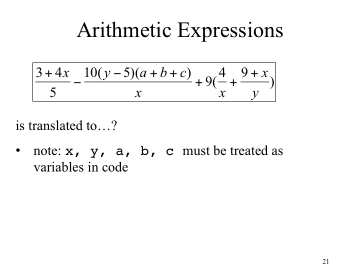 Arithmetic Expressions
\frac{3+4x}{5} - \frac{10(y-5)(a+b+c)}{x} + 9(\frac{4}{x} + \frac{9+x}{y})
is translated to…?
• note: x, y, a, b, c must be treated as
variables in code
21